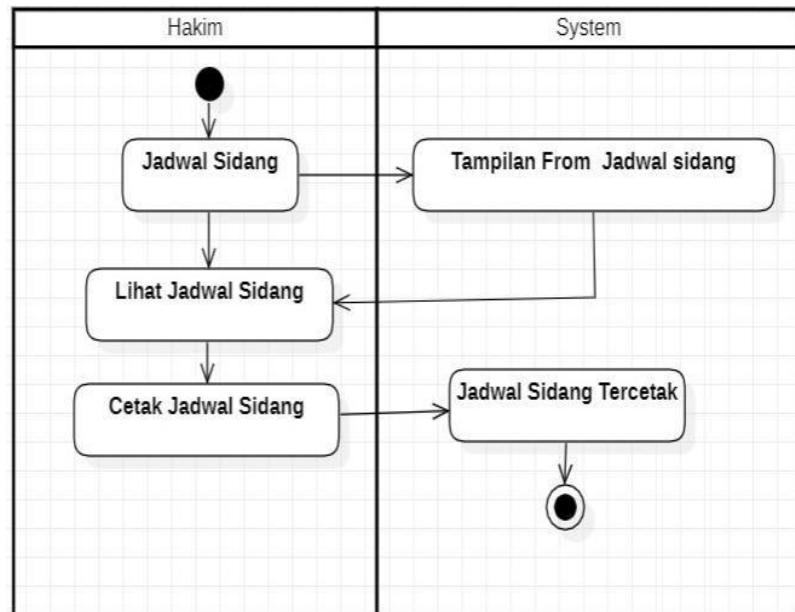 Hakim
System
Jadwal Sidang
Tampilan From Jadwal sidang
Lihat Jadwal Sidang
Cetak Jadwal Sidang
Jadwal Sidang Tercetak